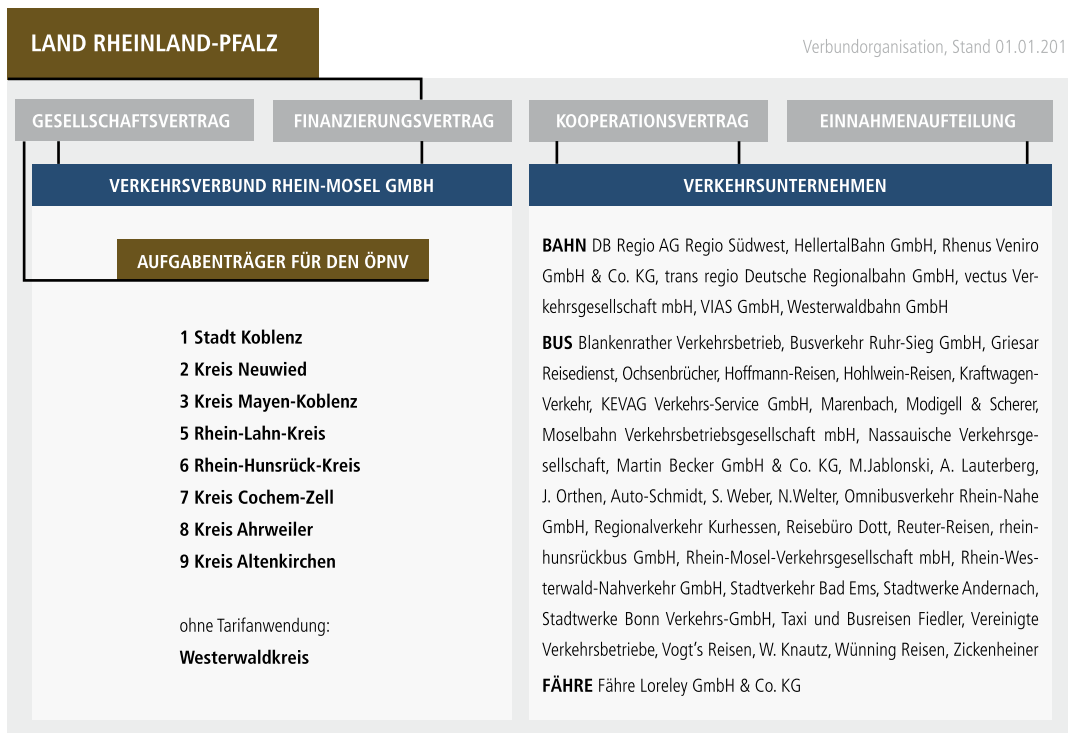 LAND RHEINLAND-PFALZ
Verbundorganisation, Stand 01.01.201
GESELLSCHAFTSVERTRAG
FINANZIERUNGSVERTRAG
KOOPERATIONSVERTRAG
EINNAHMENAUFTEILUNG
VERKEHRSVERBUND RHEIN-MOSEL GMBH
AUFGABENTRÄGER FÜR DEN ÖPNV
1 Stadt Koblenz
2 Kreis Neuwied
3 Kreis Mayen-Koblenz
5 Rhein-Lahn-Kreis
6 Rhein-Hunsrück-Kreis
7 Kreis Cochem-Zell
8 Kreis Ahrweiler
9 Kreis Altenkirchen
ohne Tarifanwendung:
Westerwaldkreis
VERKEHRSUNTERNEHMEN
BAHN DB Regio AG Regio Südwest, HellertalBahn GmbH, Rhenus Veniro
GmbH & Co. KG, trans regio Deutsche Regionalbahn GmbH, vectus Ver-
kehrsgesellschaft mbH, VIAS GmbH, Westerwaldbahn GmbH
BUS Blankenrather Verkehrsbetrieb, Busverkehr Ruhr-Sieg GmbH, Griesar
Reisedienst, Ochsenbrücher, Hoffmann-Reisen, Hohlwein-Reisen, Kraftwagen-
Verkehr, KEVAG Verkehrs-Service GmbH, Marenbach, Modigell & Scherer,
Moselbahn Verkehrsbetriebsgesellschaft mbH, Nassauische Verkehrsge-
sellschaft, Martin Becker GmbH & Co. KG, M.Jablonski, A. Lauterberg,
J. Orthen, Auto-Schmidt, S. Weber, N.Welter, Omnibusverkehr Rhein-Nahe
GmbH, Regionalverkehr Kurhessen, Reisebüro Dott, Reuter-Reisen, rhein-
hunsrückbus GmbH, Rhein-Mosel-Verkehrsgesellschaft mbH, Rhein-Wes-
terwald-Nahverkehr GmbH, Stadtverkehr Bad Ems, Stadtwerke Andernach,
Stadtwerke Bonn Verkehrs-GmbH, Taxi und Busreisen Fiedler, Vereinigte
Verkehrsbetriebe, Vogt's Reisen, W. Knautz, Wünning Reisen, Zickenheiner
FÄHRE Fähre Loreley GmbH & Co. KG